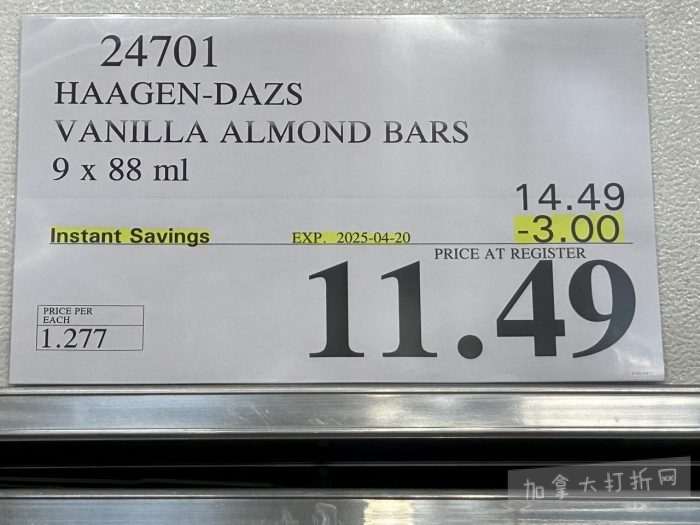 24701
HAAGEN-DAZS
VANILLA ALMOND BARS
9 x 88 ml
14.49
Instant Savings EXP. 2025-04-20 -3.00
PRICE AT REGISTER
11.49
PRICE PER
EACH
1.277
加拿大打折网